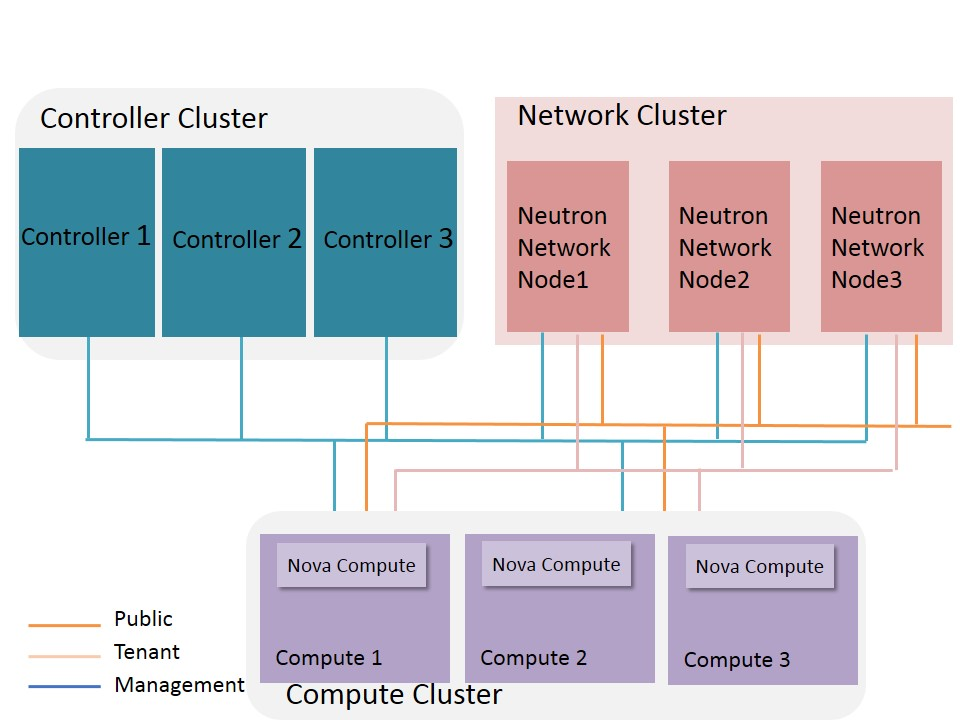 Controller Cluster
Controller 1
Controller 2
Controller 3
Network Cluster
Neutron
Network
Node1
Neutron
Network
Node2
Neutron
Network
Node3
Nova Compute
Compute 1
Nova Compute
Compute 2
Nova Compute
Compute 3
Compute Cluster
Public
Tenant
Management